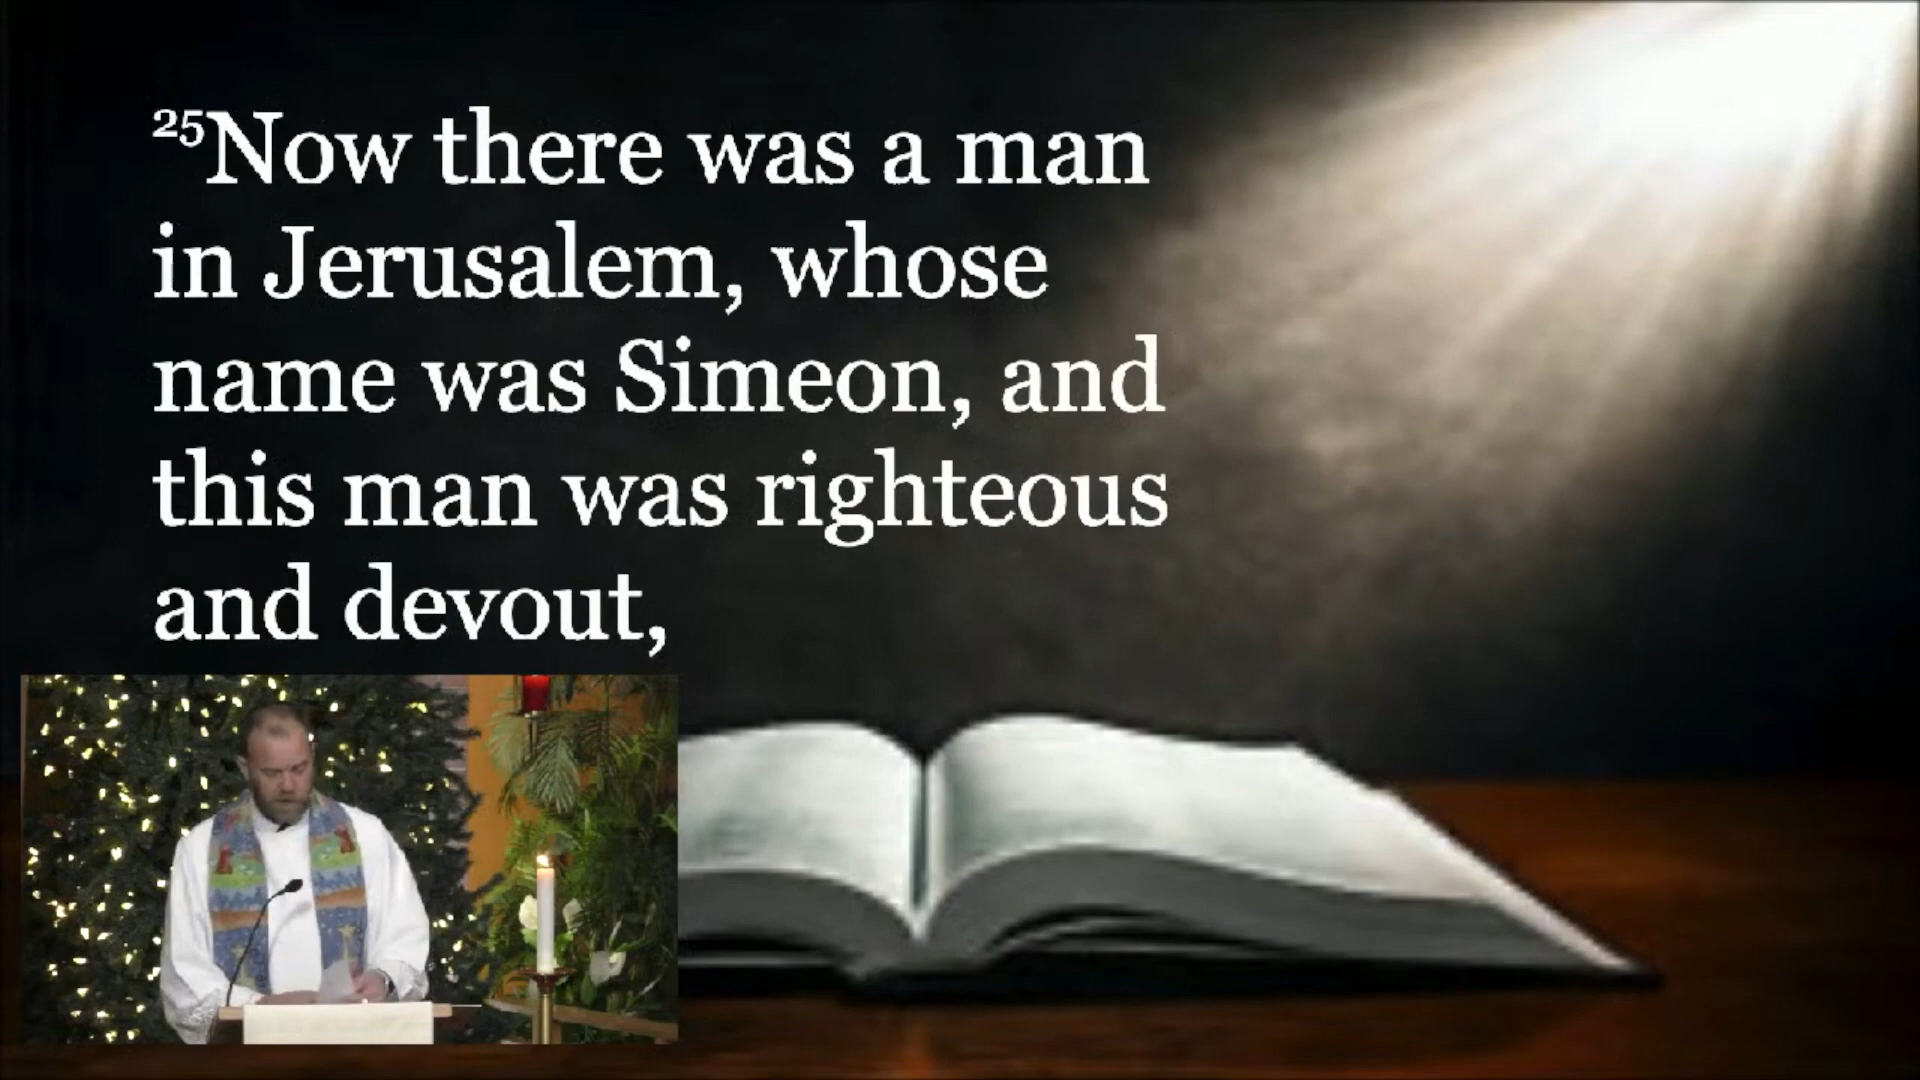 ²⁵Now there was a man
in Jerusalem, whose
name was Simeon, and
this man was righteous
and devout,